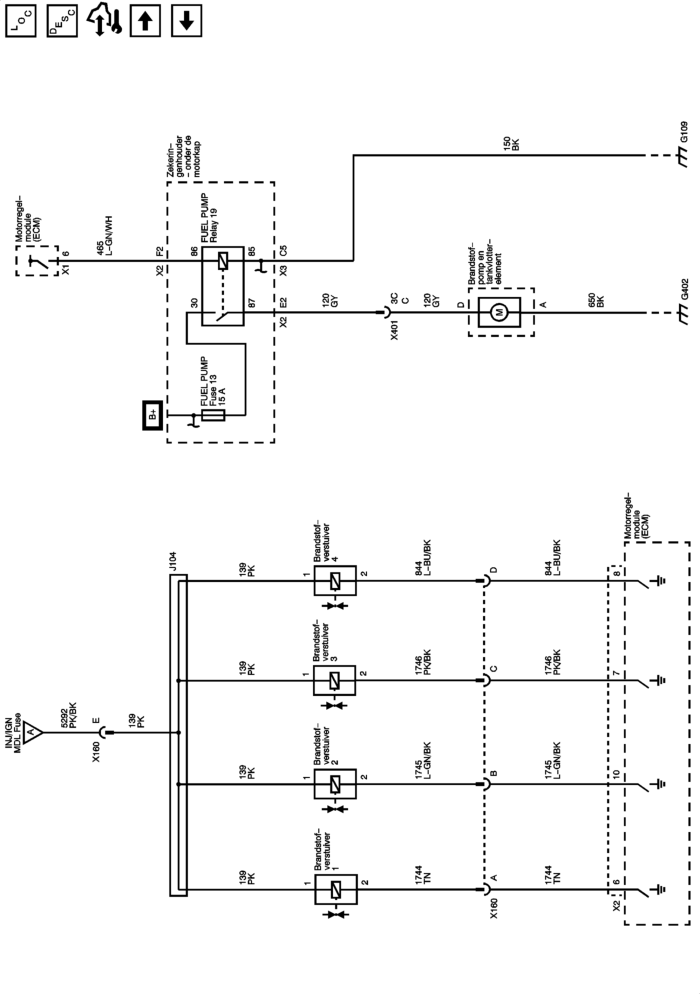 L O C
D E S C
Motorregel–
module
(ECM)
X1 6
465
L–GN/WH
Zekerin–
genhouder
– onder de
motorkap
X2 F2
86
FUEL PUMP
Relay 19
85
X3 C5
30
87
X2 E2
B+
FUEL PUMP
Fuse 13
15 A
150
BK
G109
120
GY
X401
3C
C
120
GY
Brandstof–
pomp en
tankvlotter–
element
D
M
A
650
BK
G402
INJ/IGN
MDL Fuse
A
5292
PK/BK
X160 E
139
PK
J104
139
PK
139
PK
139
PK
139
PK
1
Brandstof–
verstuiver
1
2
1
Brandstof–
verstuiver
2
2
1
Brandstof–
verstuiver
3
2
1
Brandstof–
verstuiver
4
2
1744
TN
1745
L–GN/BK
1746
PK/BK
844
L–BU/BK
X160 A
B
C
D
1744
TN
1745
L–GN/BK
1746
PK/BK
844
L–BU/BK
X2 6
10
7
8
Motorregel–
module
(ECM)